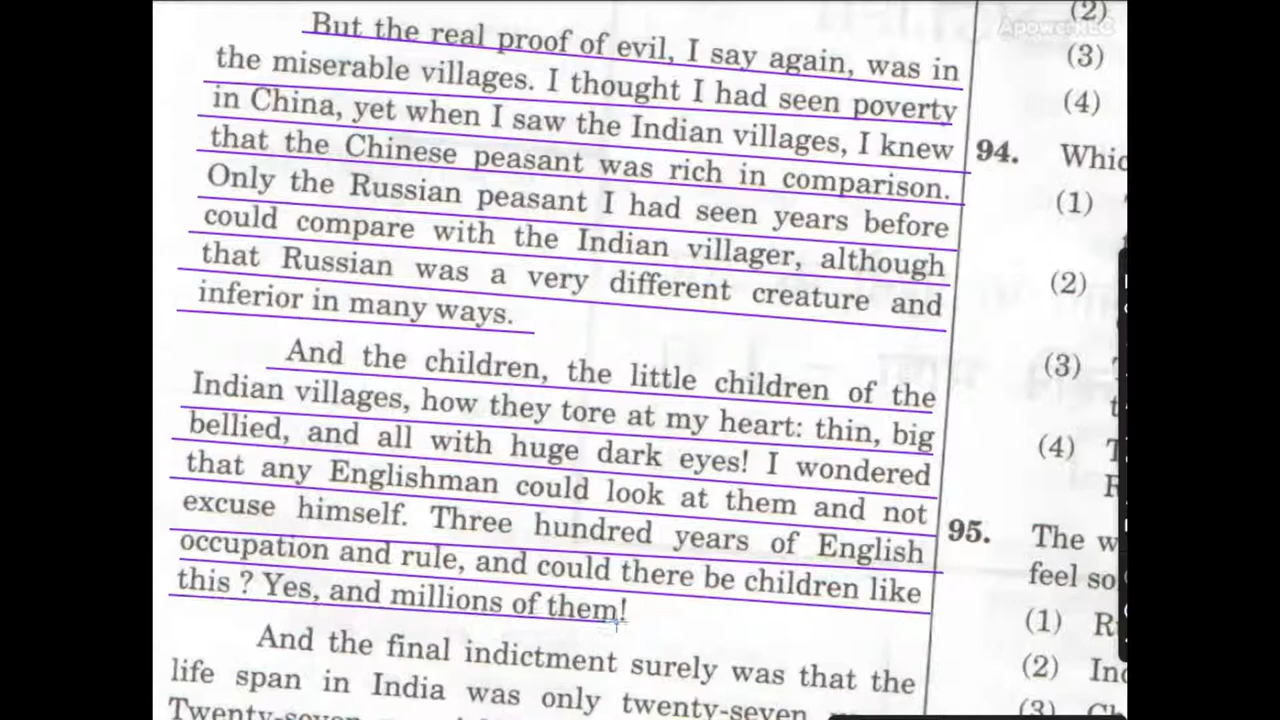 But the real proof of evil, I say again, was in
the miserable villages. I thought I had seen poverty
in China, yet when I saw the Indian villages, I knew
that the Chinese peasant was rich in comparison.
Only the Russian peasant I had seen years before
could compare with the Indian villager, although
that Russian was a very different creature and
inferior in many ways.
And the children, the little children of the
Indian villages, how they tore at my heart: thin, big
bellied, and all with huge dark eyes! I wondered
that any Englishman could look at them and not
excuse himself. Three hundred years of English
occupation and rule, and could there be children like
this ? Yes, and millions of them!
And the final indictment surely was that the
life span in India was only twenty-seven
Twenty-seven
(2)
ApowerREC
(3)
(4)
94.
(1)
(2)
(3)
(4)
95. The
feel so
(1)
(2)
(3)